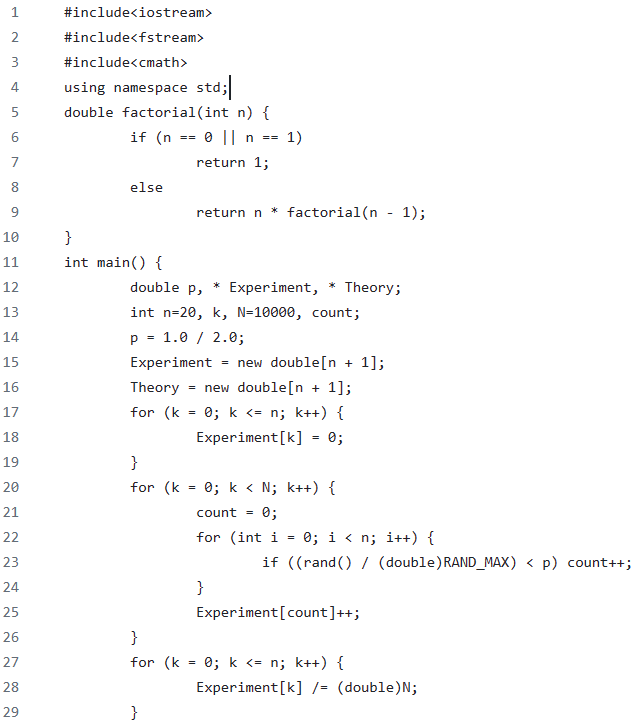 1 #include<iostream>
2 #include<fstream>
3 #include<cmath>
4 using namespace std;
5 double factorial(int n) {
6 if (n == 0 || n == 1)
7 return 1;
8 else
9 return n * factorial(n - 1);
10 }
11 int main() {
12 double p, * Experiment, * Theory;
13 int n=20, k, N=10000, count;
14 p = 1.0 / 2.0;
15 Experiment = new double[n + 1];
16 Theory = new double[n + 1];
17 for (k = 0; k <= n; k++) {
18 Experiment[k] = 0;
19 }
20 for (k = 0; k < N; k++) {
21 count = 0;
22 for (int i = 0; i < n; i++) {
23 if ((rand() / (double)RAND_MAX) < p) count++;
24 }
25 Experiment[count]++;
26 }
27 for (k = 0; k <= n; k++) {
28 Experiment[k] /= (double)N;
29 }